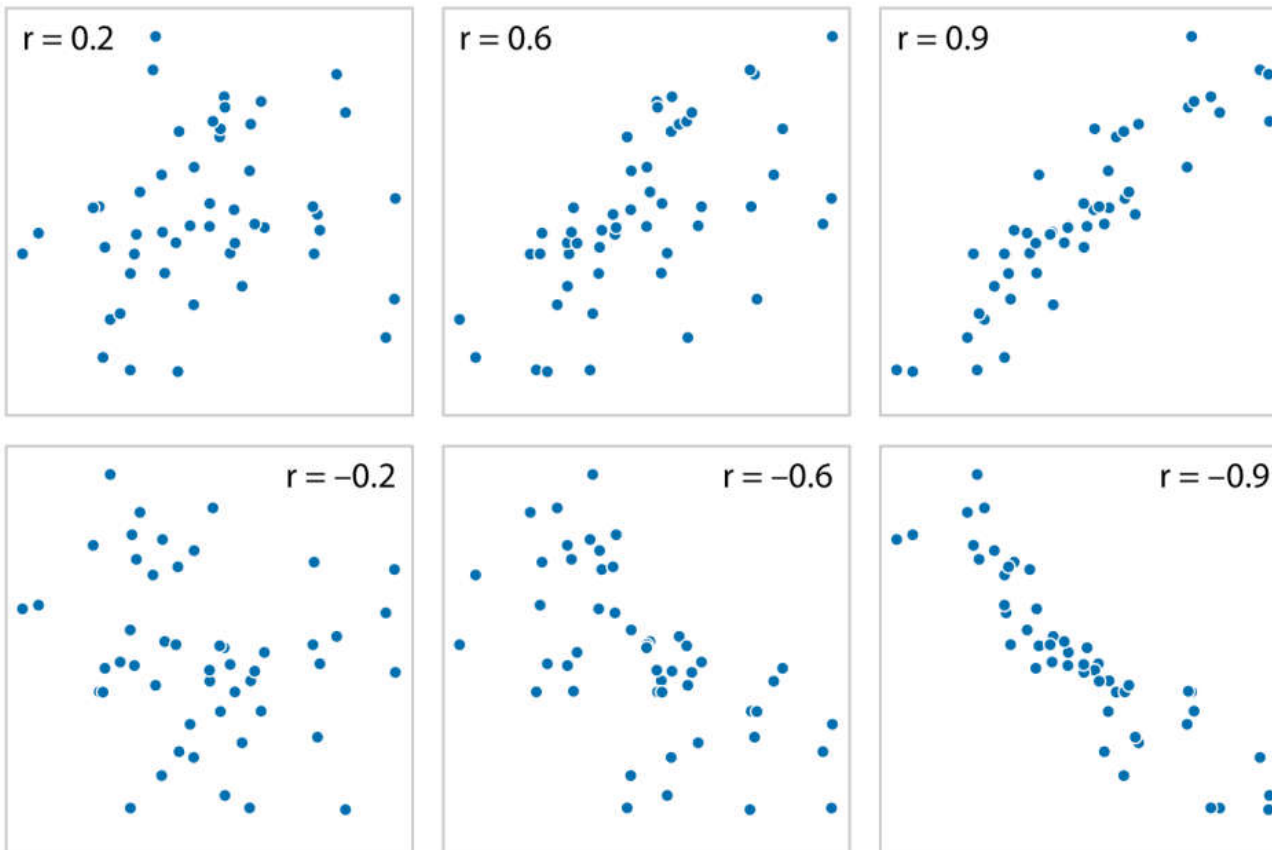 r = 0.2
r = 0.6
r = 0.9
r = –0.2
r = –0.6
r = –0.9